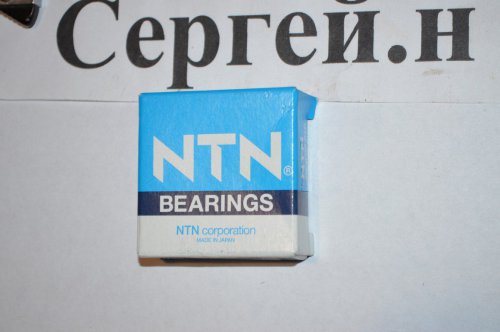 Сергей.н
NTN®
BEARINGS
NTN corporation
MADE IN JAPAN